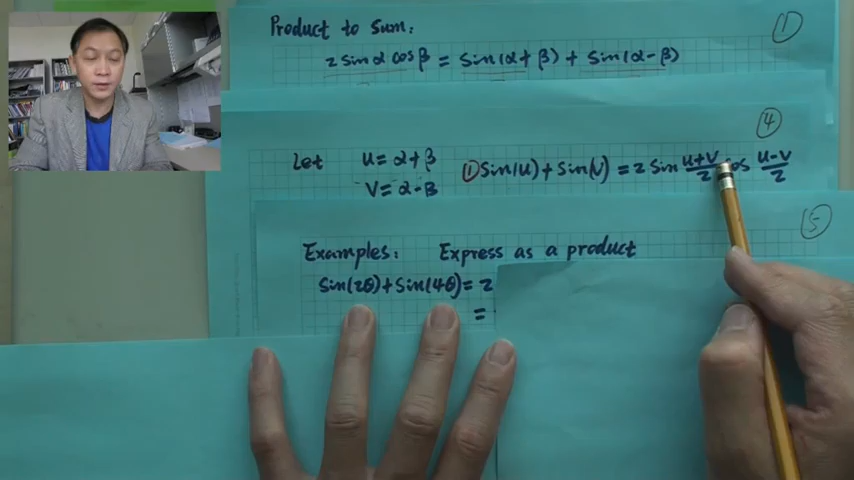 Product to Sum:
①
2 sin α cos β = sin(α+β) + sin(α-β)
④
Let u = α+β ① sin(u) + sin(v) = 2 sin (u+v)/2 cos (u-v)/2
v = α-β
⑤
Examples: Express as a product
sin(2θ)+sin(4θ) = 2
=